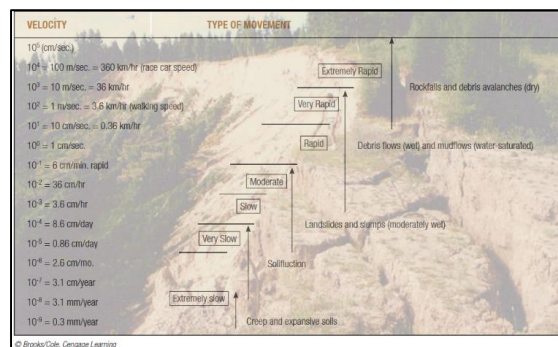 VELOCITY TYPE OF MOVEMENT
10⁵ (cm/sec.)
10⁴ = 100 m/sec. = 360 km/hr (race car speed)
Extremely Rapid
10³ = 10 m/sec. = 36 km/hr
Rockfalls and debris avalanches (dry)
10² = 1 m/sec. = 3.6 km/hr (walking speed)
Very Rapid
10¹ = 10 cm/sec. = 0.36 km/hr
10⁰ = 1 cm/sec.
Rapid
Debris flows (wet) and mudflows (water-saturated)
10⁻¹ = 6 cm/min. rapid
10⁻² = 36 cm/hr
Moderate
10⁻³ = 3.6 cm/hr
Slow
10⁻⁴ = 8.6 cm/day
Landslides and slumps (moderately wet)
10⁻⁵ = 0.86 cm/day
Very Slow
10⁻⁶ = 2.6 cm/mo.
Solifluction
10⁻⁷ = 3.1 cm/year
10⁻⁸ = 3.1 mm/year
Extremely slow
10⁻⁹ = 0.3 mm/year
Creep and expansive soils
© Brooks/Cole, Cengage Learning